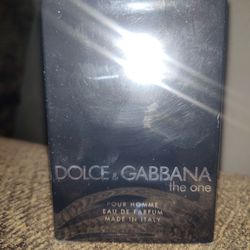 DOLCE & GABBANA
the one
POUR HOMME
EAU DE PARFUM
MADE IN ITALY